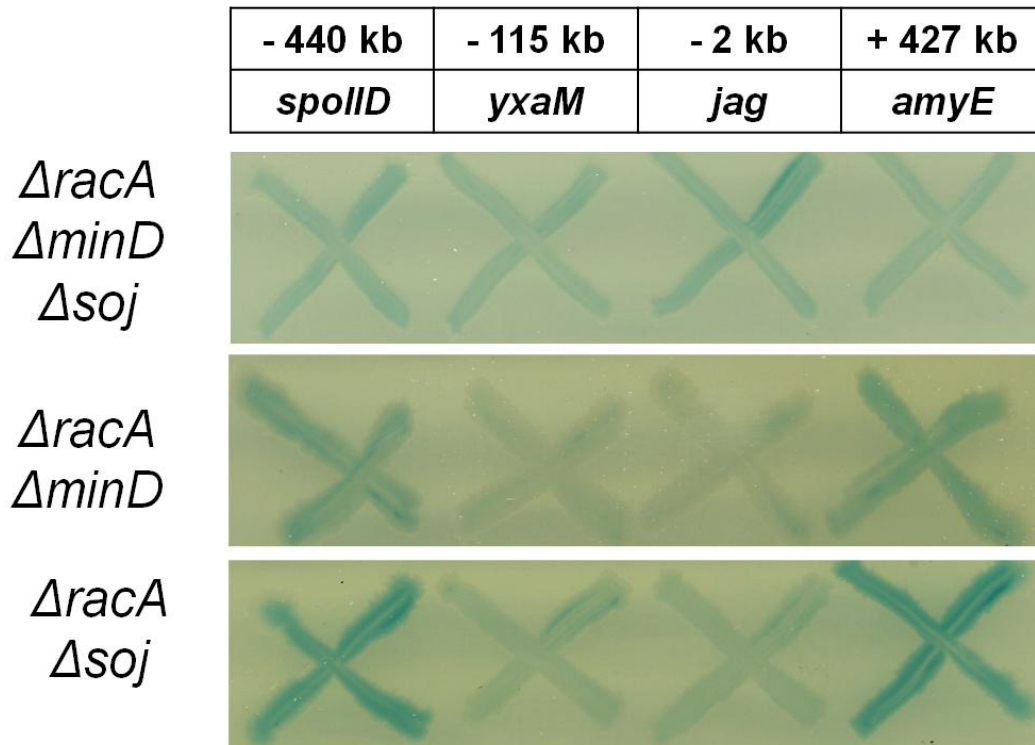 - 440 kb - 115 kb - 2 kb + 427 kb
spoIID yxaM jag amyE
ΔracA
ΔminD
Δsoj
ΔracA
ΔminD
ΔracA
Δsoj